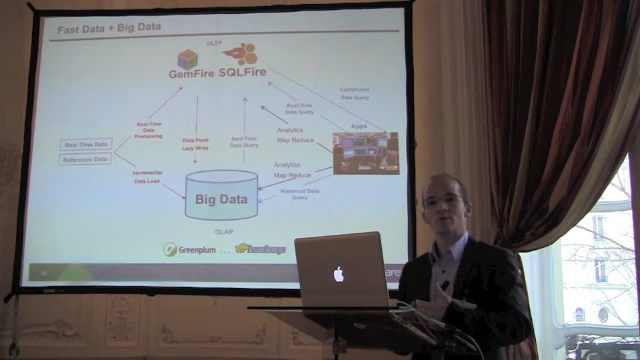 Fast Data + Big Data
OLTP
GemFire SQLFire
Continuous
Data Query
Real-Time
Data
Processing
Real-Time
Data Query
Apps
Analytics
Map Reduce
Real Time Data
Reference Data
Data Push
Lazy Write
Real-Time
Data Query
Incremental
Data Load
Analytics
Map Reduce
Big Data
Historical Data
Query
OLAP
Greenplum ...